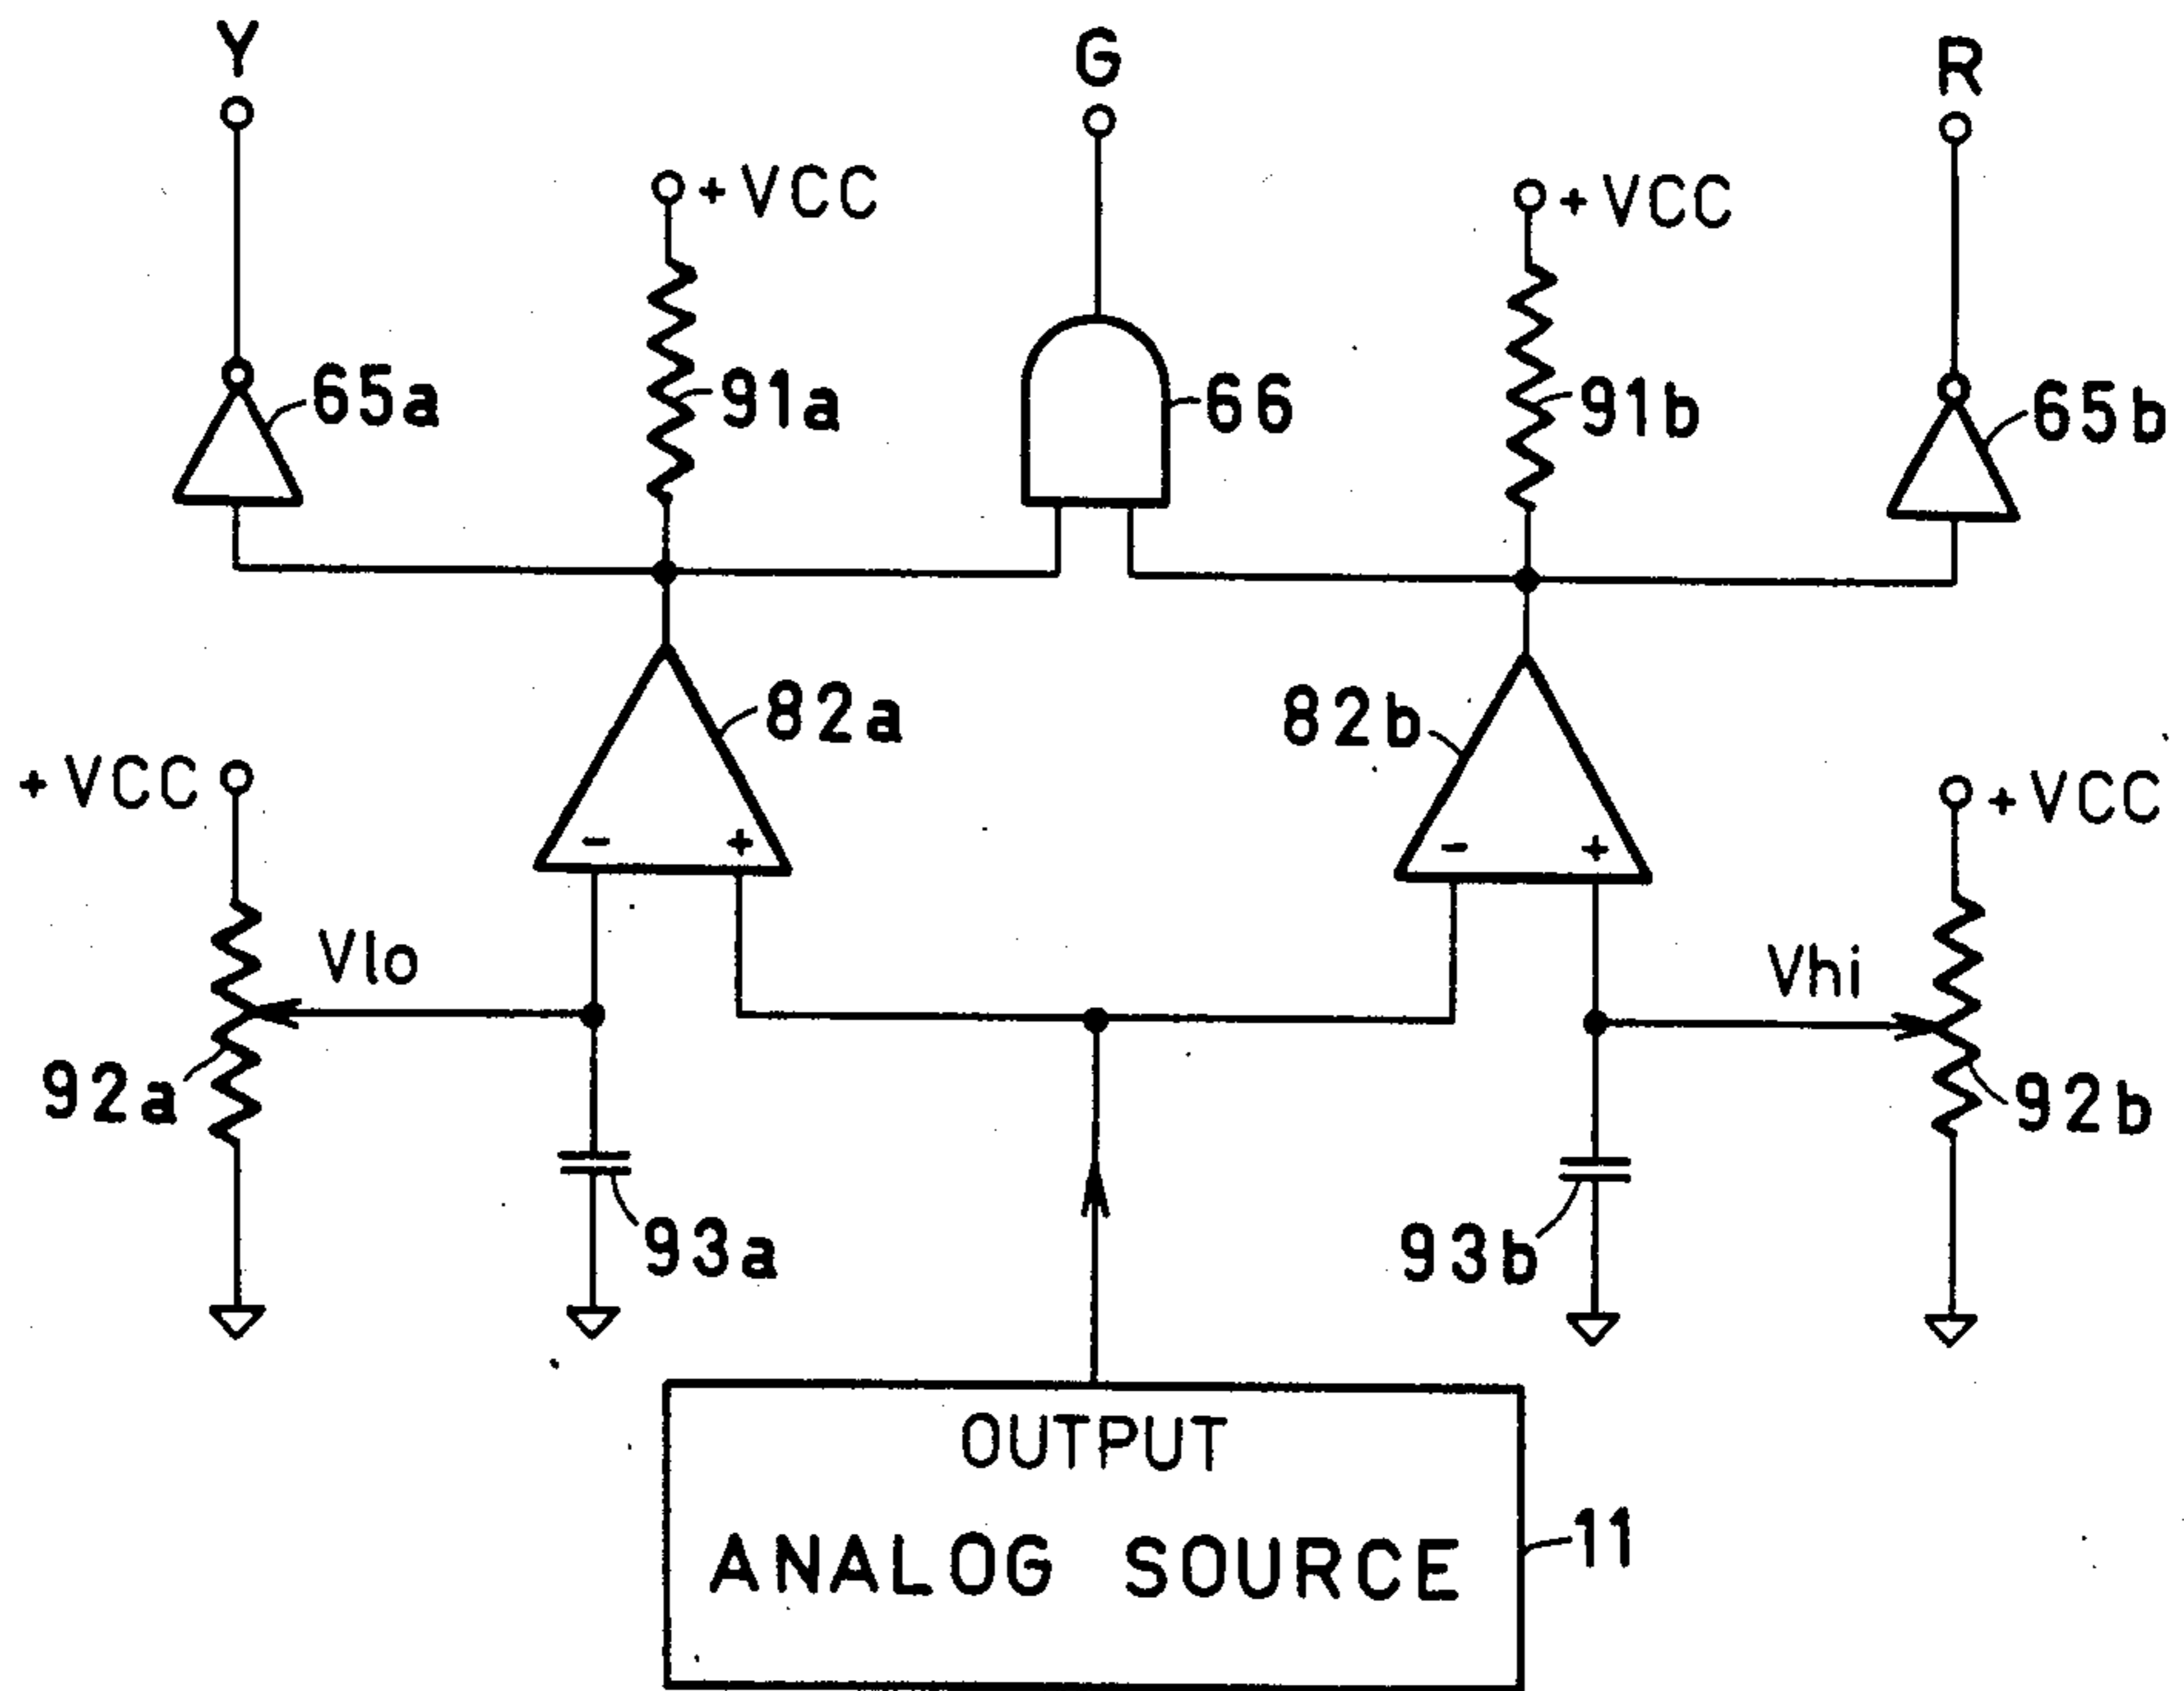 Y
G
R
+VCC
+VCC
65a
91a
66
91b
65b
82a
82b
+VCC
+VCC
-
+
-
+
Vlo
Vhi
92a
92b
93a
93b
OUTPUT
ANALOG SOURCE
11